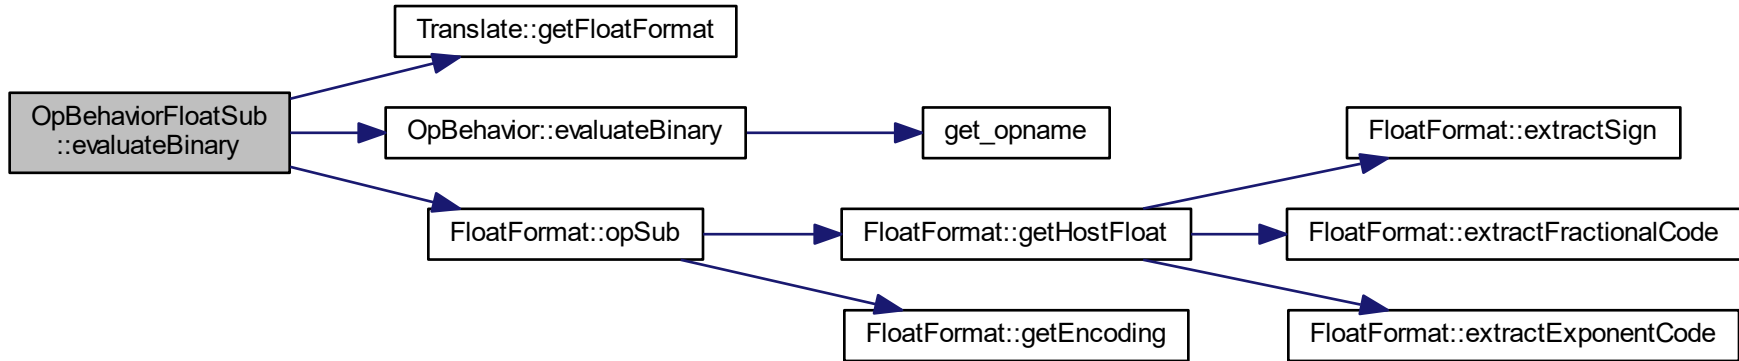 Translate::getFloatFormat
OpBehaviorFloatSub
::evaluateBinary
OpBehavior::evaluateBinary
get_opname
FloatFormat::extractSign
FloatFormat::opSub
FloatFormat::getHostFloat
FloatFormat::extractFractionalCode
FloatFormat::getEncoding
FloatFormat::extractExponentCode